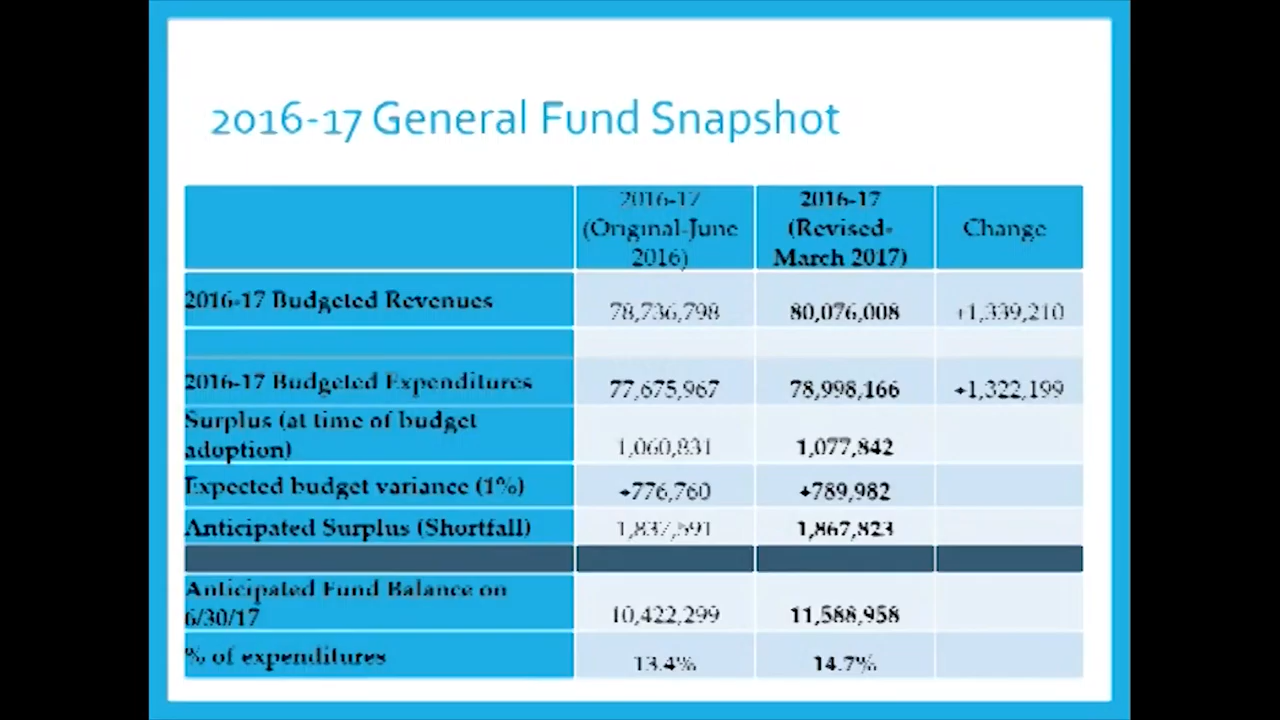 2016-17 General Fund Snapshot
2016-17 (Original-June 2016) 2016-17 (Revised-March 2017) Change
2016-17 Budgeted Revenues 78,736,798 80,076,008 +1,339,210
2016-17 Budgeted Expenditures 77,675,967 78,998,166 +1,322,199
Surplus (at time of budget adoption) 1,060,831 1,077,842
Expected budget variance (1%) +776,760 +789,982
Anticipated Surplus (Shortfall) 1,837,591 1,867,823
Anticipated Fund Balance on 6/30/17 10,422,299 11,588,958
% of expenditures 13.4% 14.7%